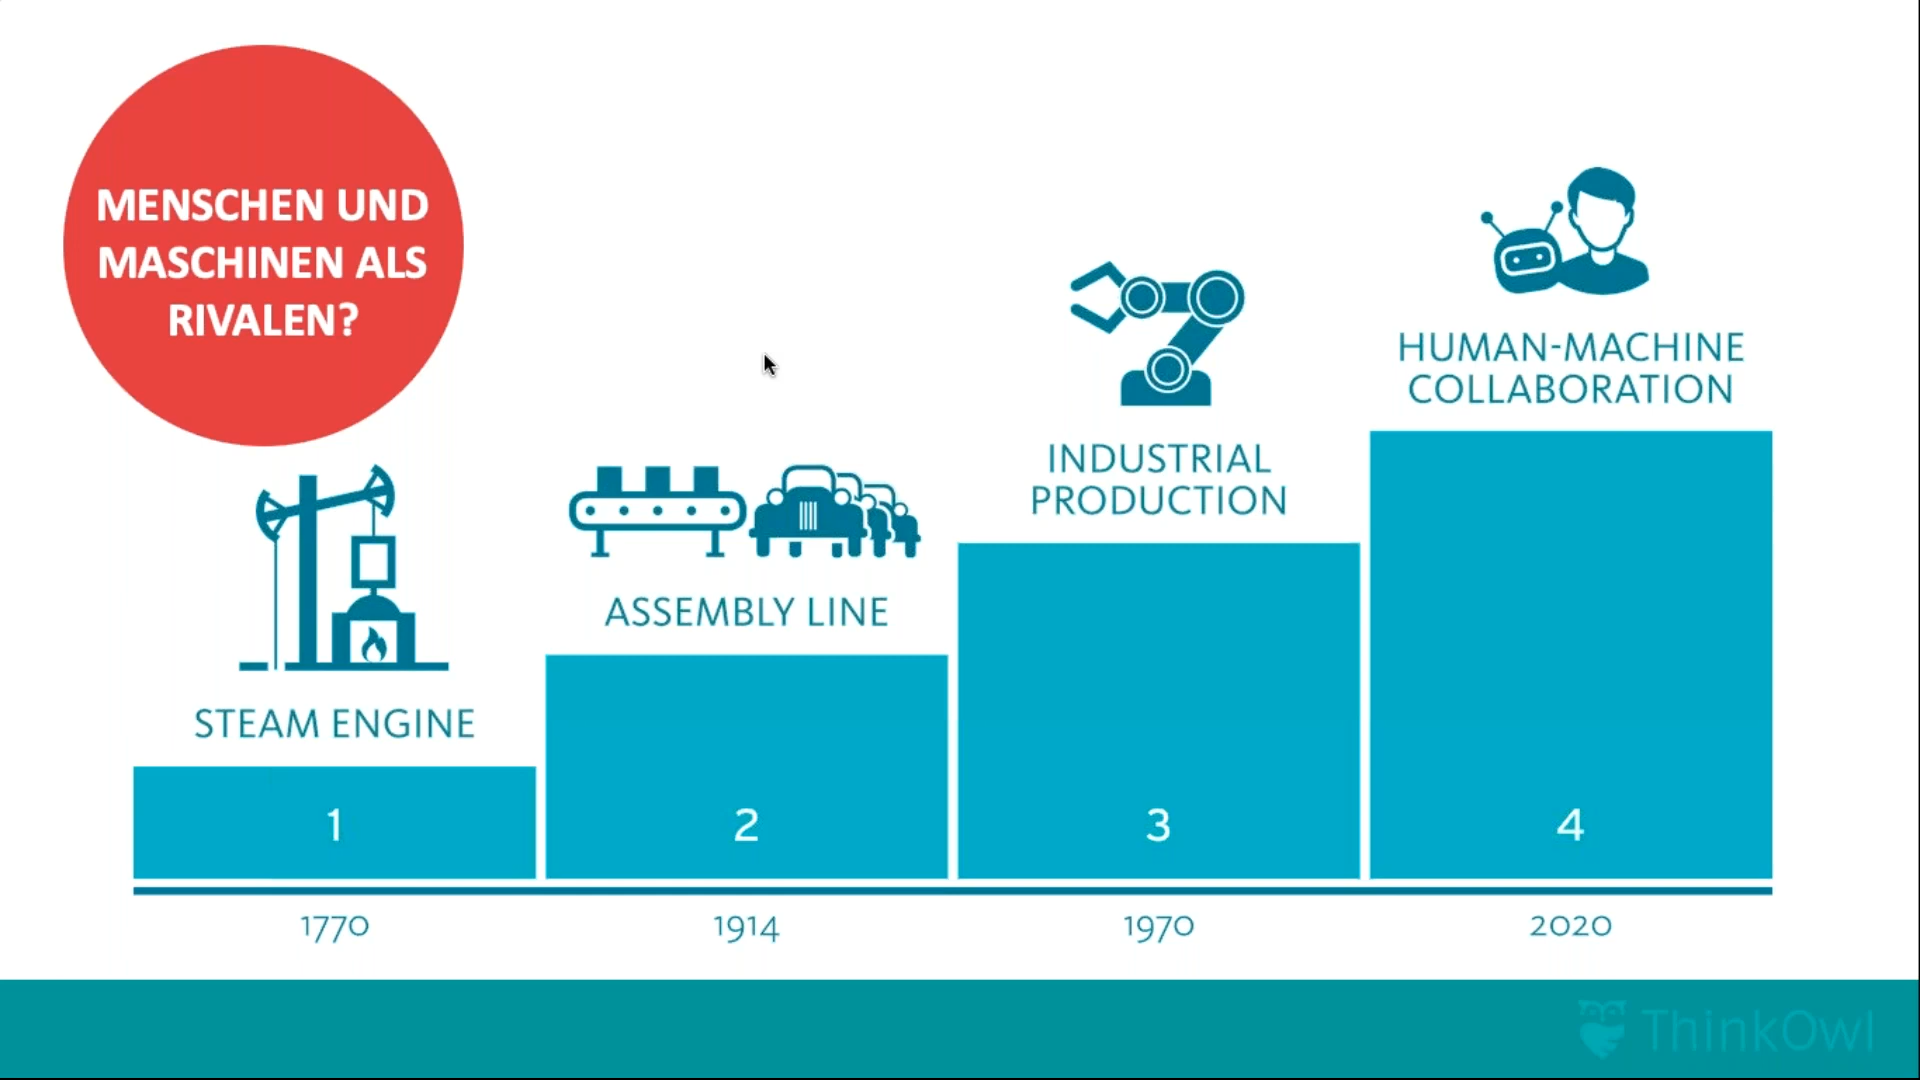 MENSCHEN UND
MASCHINEN ALS
RIVALEN?
STEAM ENGINE
ASSEMBLY LINE
INDUSTRIAL
PRODUCTION
HUMAN-MACHINE
COLLABORATION
1
2
3
4
1770
1914
1970
2020
ThinkOwl